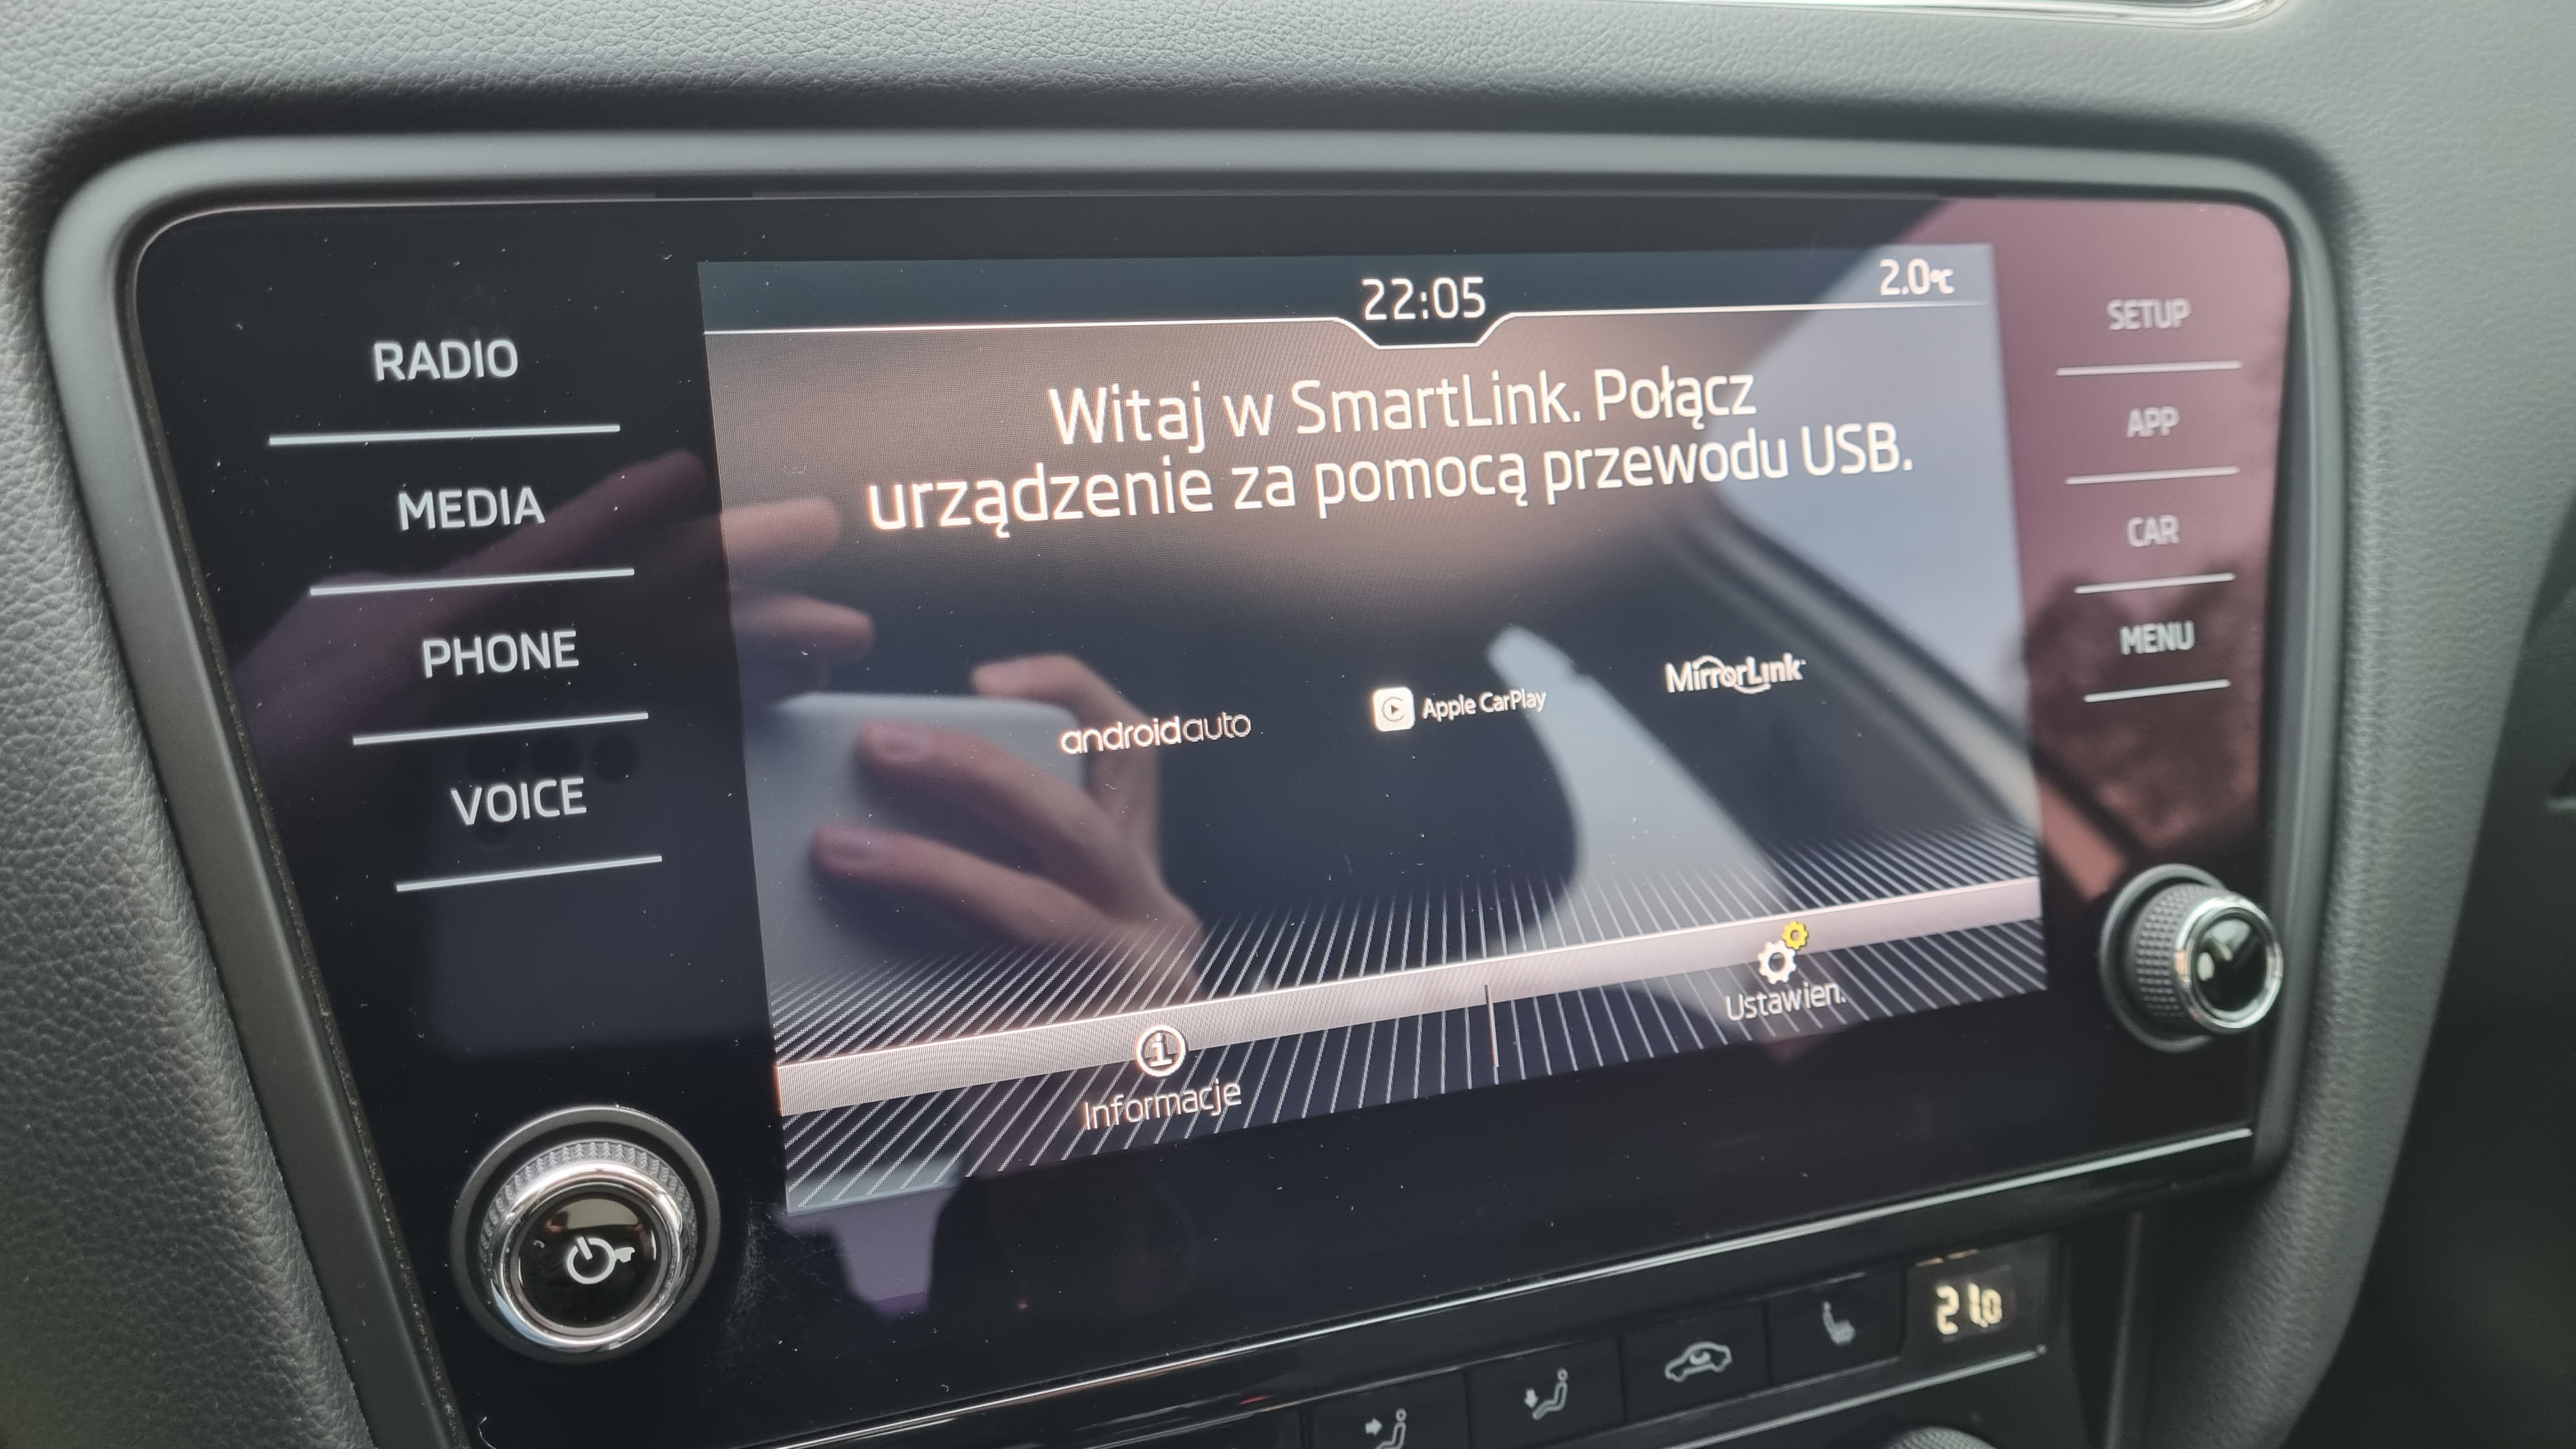 22:05
2.0°C
RADIO
MEDIA
PHONE
VOICE
Witaj w SmartLink. Połącz
urządzenie za pomocą przewodu USB.
androidauto
Apple CarPlay
MirrorLink
Informacje
Ustawien.
SETUP
APP
CAR
MENU
21.0